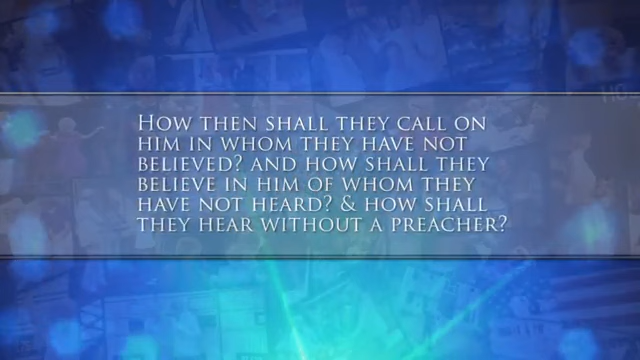 How then shall they call on
him in whom they have not
believed? and how shall they
believe in him of whom they
have not heard? & how shall
they hear without a preacher?